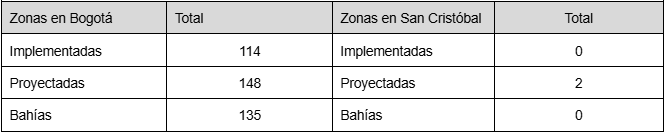 Zonas en Bogotá Total Zonas en San Cristóbal Total
Implementadas 114 Implementadas 0
Proyectadas 148 Proyectadas 2
Bahías 135 Bahías 0